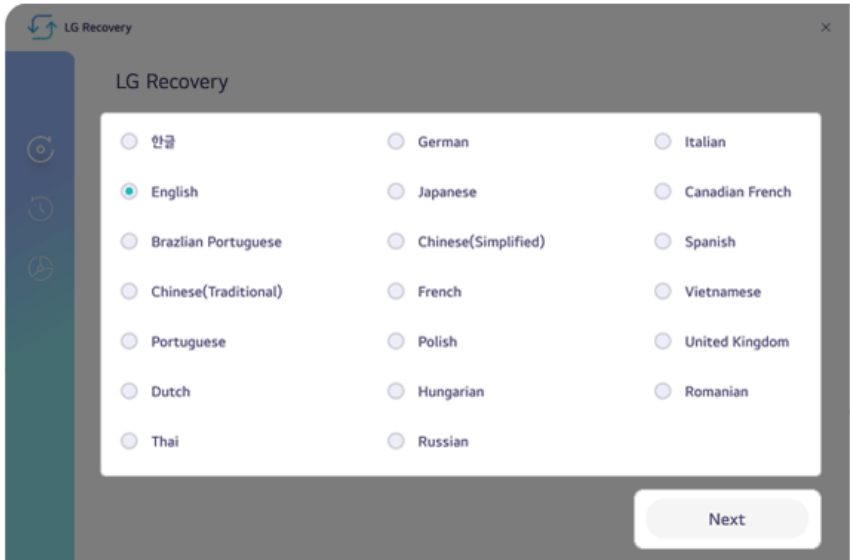 LG Recovery
LG Recovery
한글 German Italian
English Japanese Canadian French
Brazlian Portuguese Chinese(Simplified) Spanish
Chinese(Traditional) French Vietnamese
Portuguese Polish United Kingdom
Dutch Hungarian Romanian
Thai Russian
Next